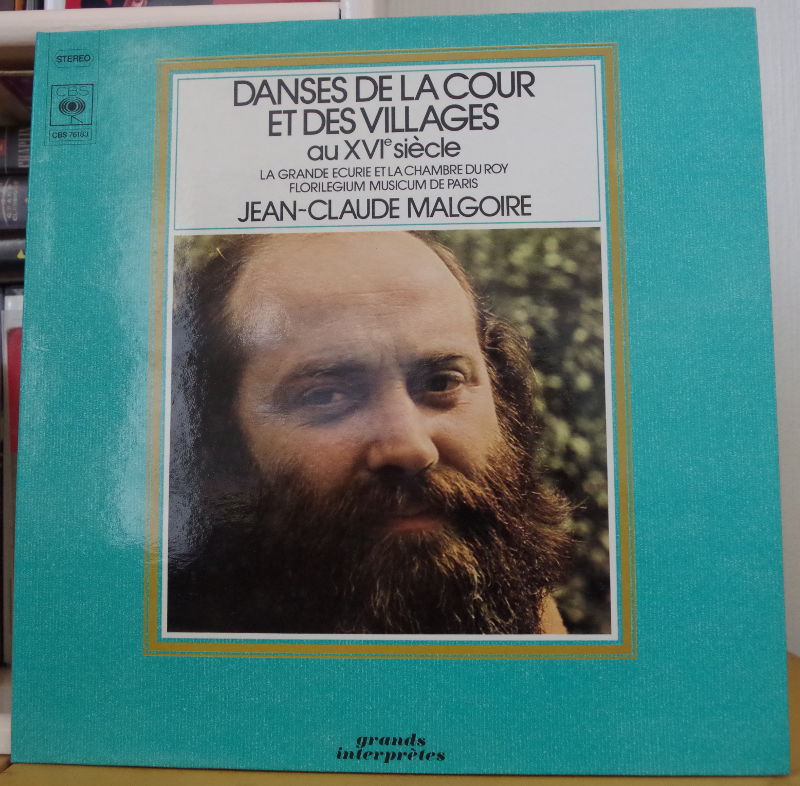 STEREO
CBS
CBS 76183
DANSES DE LA COUR
ET DES VILLAGES
au XVIe siècle
LA GRANDE ECURIE ET LA CHAMBRE DU ROY
FLORILEGIUM MUSICUM DE PARIS
JEAN-CLAUDE MALGOIRE
grands
interprètes